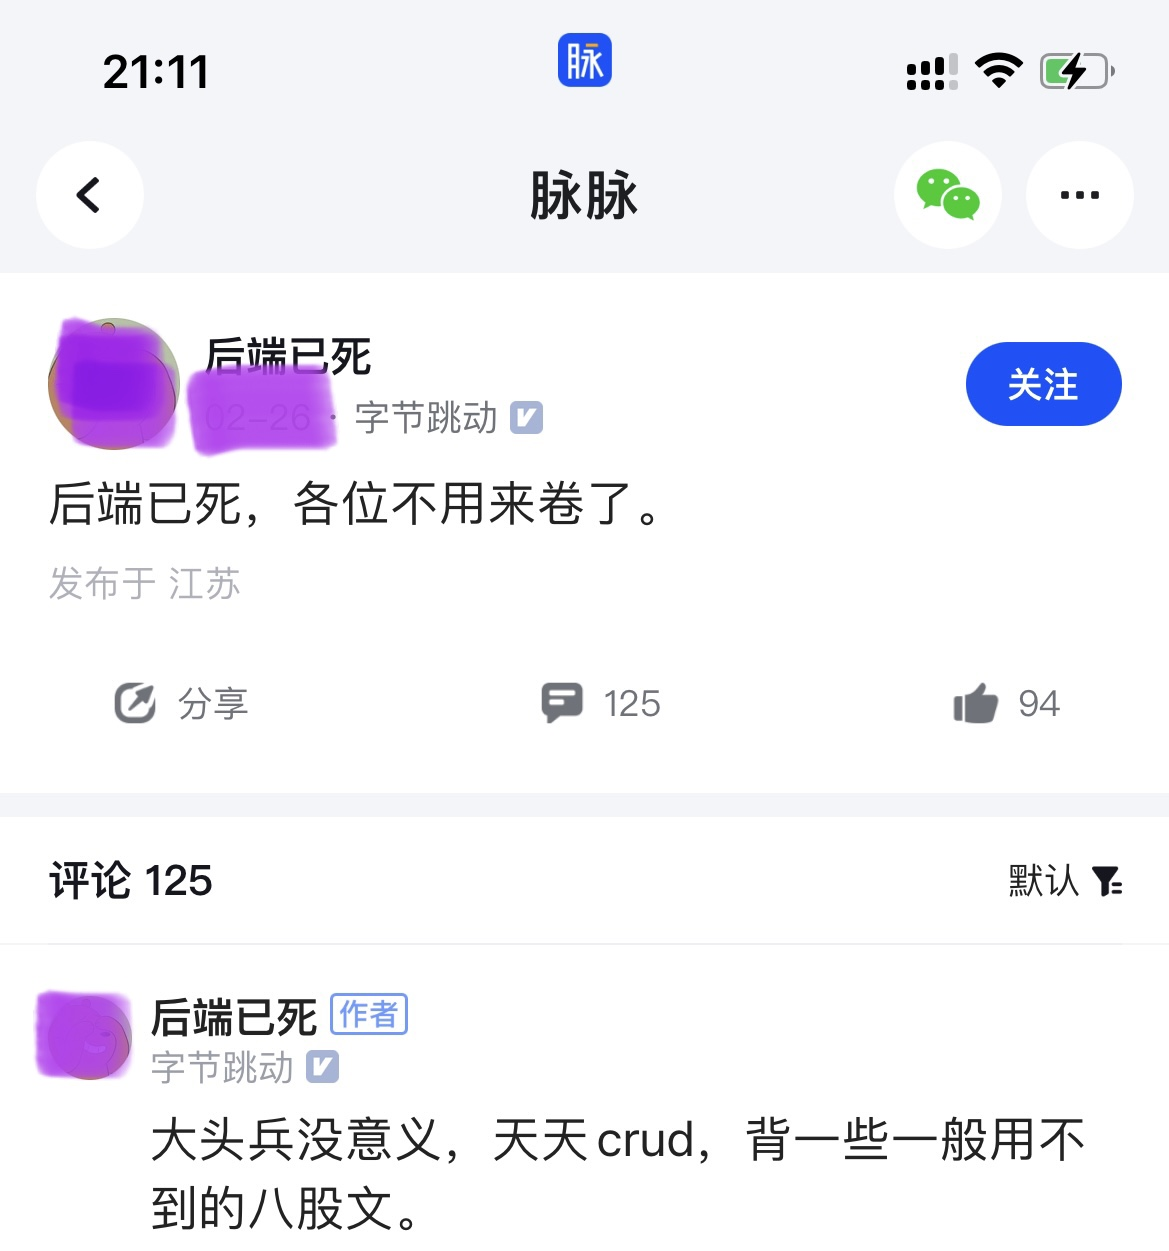 21:11
脉
脉脉
后端已死
02-26 · 字节跳动
关注
后端已死，各位不用来卷了。
发布于 江苏
分享
125
94
评论 125
默认
后端已死 作者
字节跳动
大头兵没意义，天天crud，背一些一般用不
到的八股文。